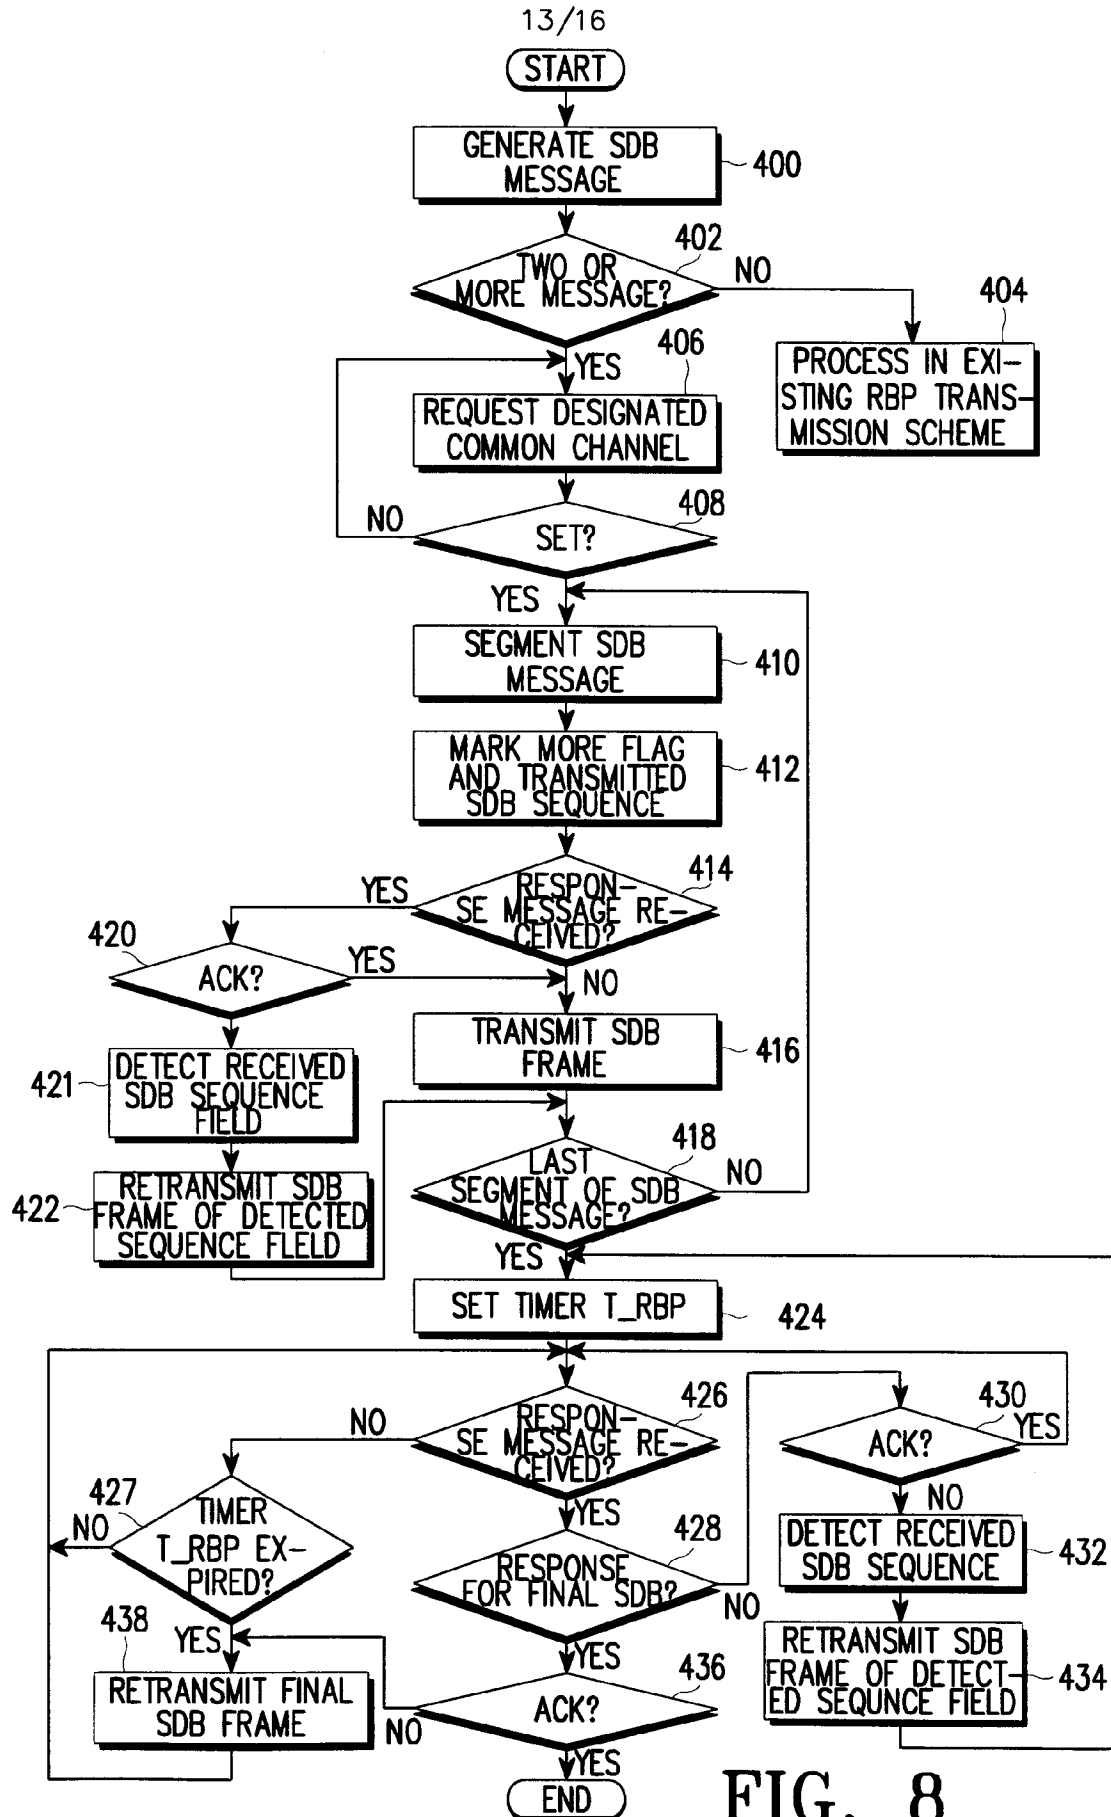 13/16
START
GENERATE SDB
MESSAGE
400
402
TWO OR
MORE MESSAGE?
NO
404
PROCESS IN EXI-
STING RBP TRANS-
MISSION SCHEME
YES
406
REQUEST DESIGNATED
COMMON CHANNEL
408
SET?
NO
YES
SEGMENT SDB
MESSAGE
410
MARK MORE FLAG
AND TRANSMITTED
SDB SEQUENCE
412
414
RESPON-
SE MESSAGE RE-
CEIVED?
YES
420
ACK?
YES
NO
TRANSMIT SDB
FRAME
416
421
DETECT RECEIVED
SDB SEQUENCE
FIELD
422
RETRANSMIT SDB
FRAME OF DETECTED
SEQUENCE FLELD
418
LAST
SEGMENT OF SDB
MESSAGE?
NO
YES
SET TIMER T_RBP
424
426
RESPON-
SE MESSAGE RE-
CEIVED?
NO
YES
427
TIMER
T_RBP EX-
PIRED?
NO
YES
428
RESPONSE
FOR FINAL SDB?
NO
YES
430
ACK?
YES
NO
DETECT RECEIVED
SDB SEQUENCE
432
RETRANSMIT SDB
FRAME OF DETECT-
ED SEQUNCE FIELD
434
438
RETRANSMIT FINAL
SDB FRAME
436
ACK?
NO
YES
END
FIG. 8